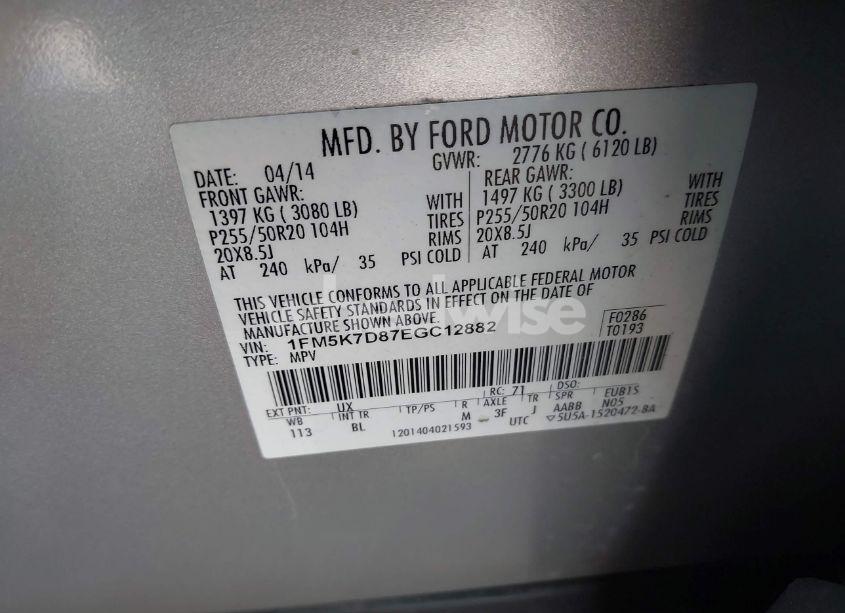 MFD. BY FORD MOTOR CO.
DATE: 04/14 GVWR: 2776 KG ( 6120 LB)
FRONT GAWR: REAR GAWR:
1397 KG ( 3080 LB) WITH 1497 KG ( 3300 LB) WITH
P255/50R20 104H TIRES P255/50R20 104H TIRES
20X8.5J RIMS 20X8.5J RIMS
AT 240 kPa/ 35 PSI COLD AT 240 kPa/ 35 PSI COLD
THIS VEHICLE CONFORMS TO ALL APPLICABLE FEDERAL MOTOR
VEHICLE SAFETY STANDARDS IN EFFECT ON THE DATE OF
MANUFACTURE SHOWN ABOVE.
VIN: 1FM5K7D87EGC12882 F0286
TYPE: MPV T0193
EXT PNT: UX RC: 71 DSO:
WB INT TR TP/PS R AXLE TR SPR EUB1S
113 BL M 3F J AABB N05
1201404021593 UTC ▽5U5A-1520472-BA